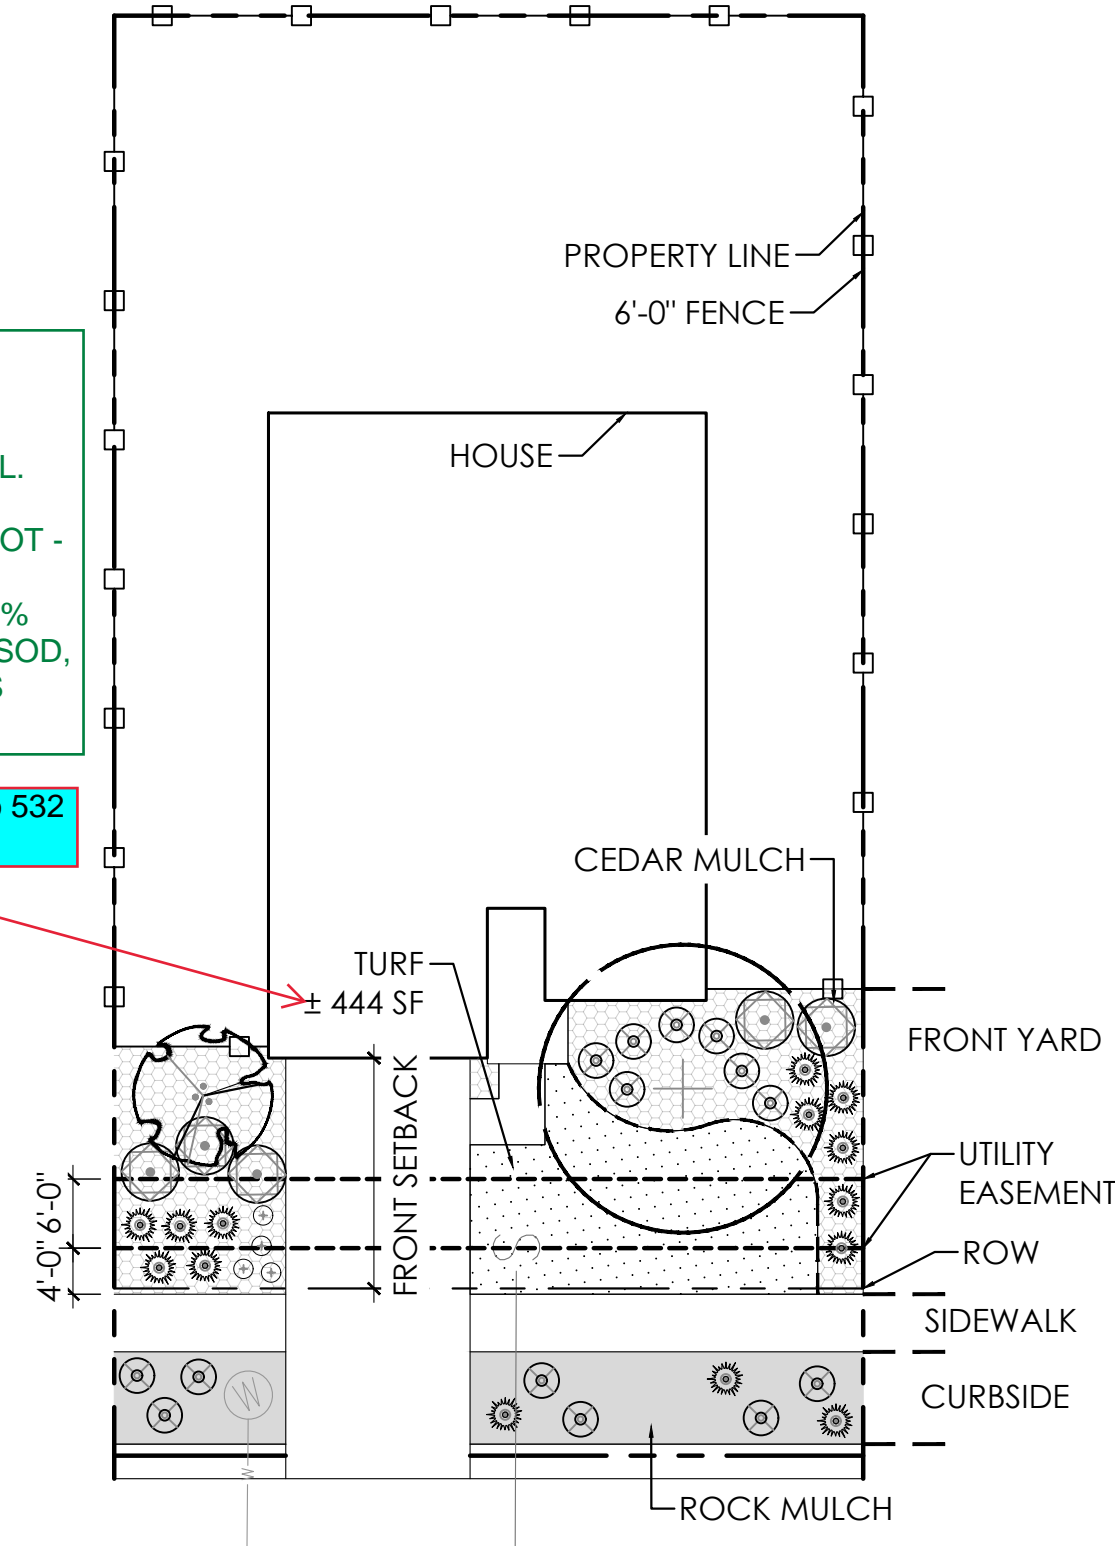 PROPERTY LINE
6'-0" FENCE
HOUSE
L.
OT -
%
SOD,
S
532
CEDAR MULCH
TURF
± 444 SF
FRONT YARD
FRONT SETBACK
UTILITY
EASEMENT
6'-0"
4'-0"
S
ROW
SIDEWALK
W
CURBSIDE
W
ROCK MULCH